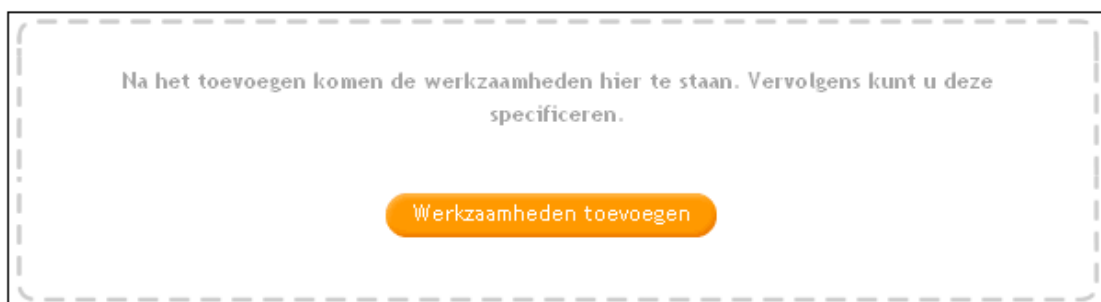 Na het toevoegen komen de werkzaamheden hier te staan. Vervolgens kunt u deze
specificeren.
Werkzaamheden toevoegen